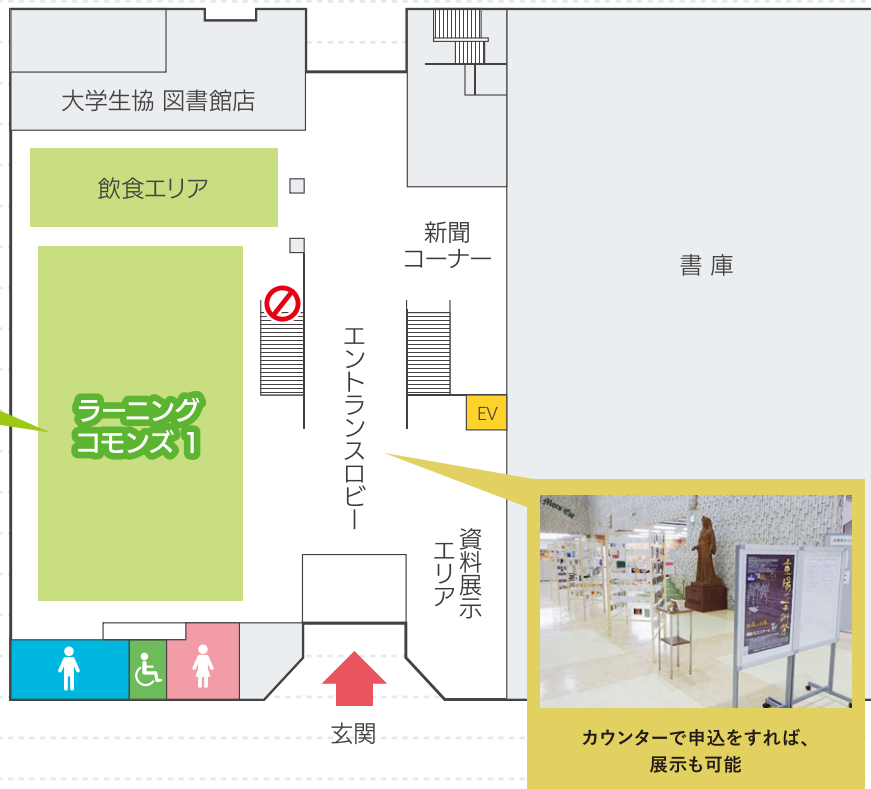 大学生協 図書館店
飲食エリア
新聞
コーナー
書 庫
エントランスロビー
ラーニング
コモンズ 1
EV
資料展示
エリア
玄関
カウンターで申込をすれば、
展示も可能